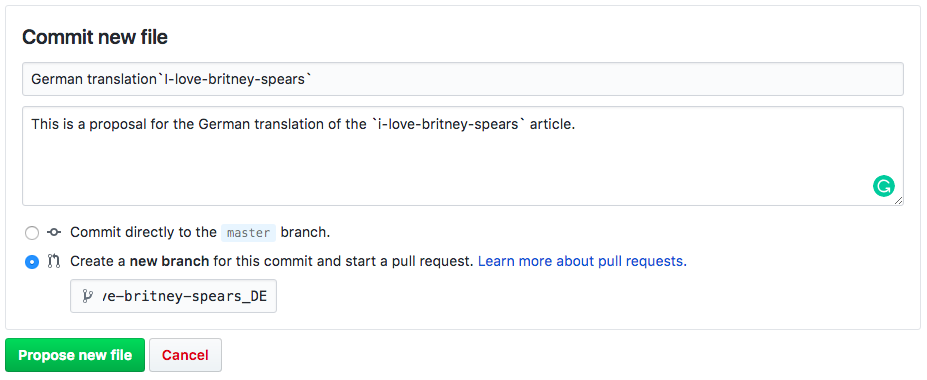 Commit new file
German translation`I-love-britney-spears`
This is a proposal for the German translation of the `i-love-britney-spears` article.
Commit directly to the master branch.
Create a new branch for this commit and start a pull request. Learn more about pull requests.
ve-britney-spears_DE
Propose new file
Cancel